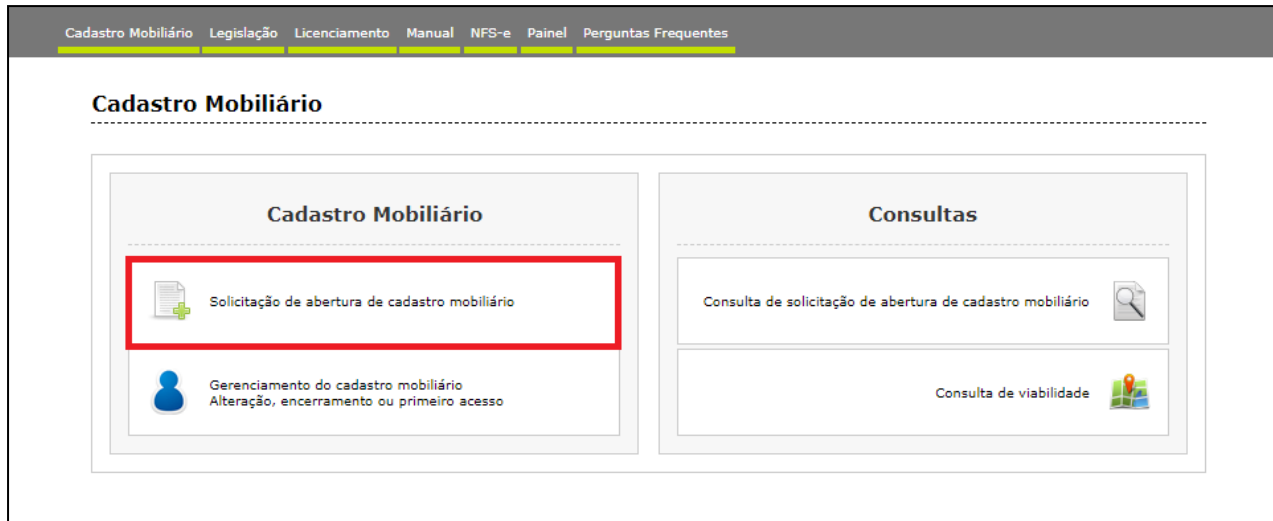 Cadastro Mobiliário Legislação Licenciamento Manual NFS-e Painel Perguntas Frequentes
Cadastro Mobiliário
Cadastro Mobiliário
Solicitação de abertura de cadastro mobiliário
Gerenciamento do cadastro mobiliário
Alteração, encerramento ou primeiro acesso
Consultas
Consulta de solicitação de abertura de cadastro mobiliário
Consulta de viabilidade